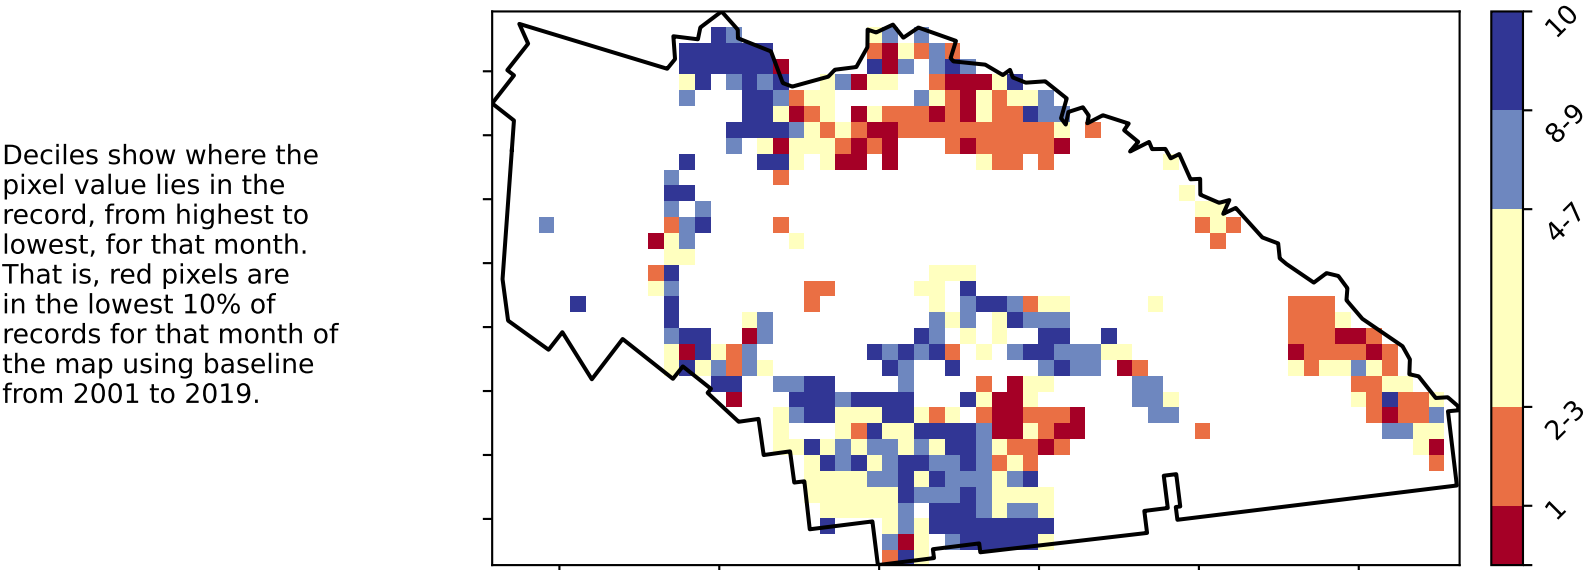 Deciles show where the
pixel value lies in the
record, from highest to
lowest, for that month.
That is, red pixels are
in the lowest 10% of
records for that month of
the map using baseline
from 2001 to 2019.
10
8-9
4-7
2-3
1